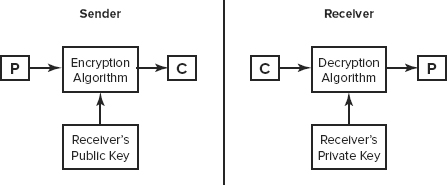 Sender
P
Encryption
Algorithm
C
Receiver's
Public Key
Receiver
C
Decryption
Algorithm
P
Receiver's
Private Key